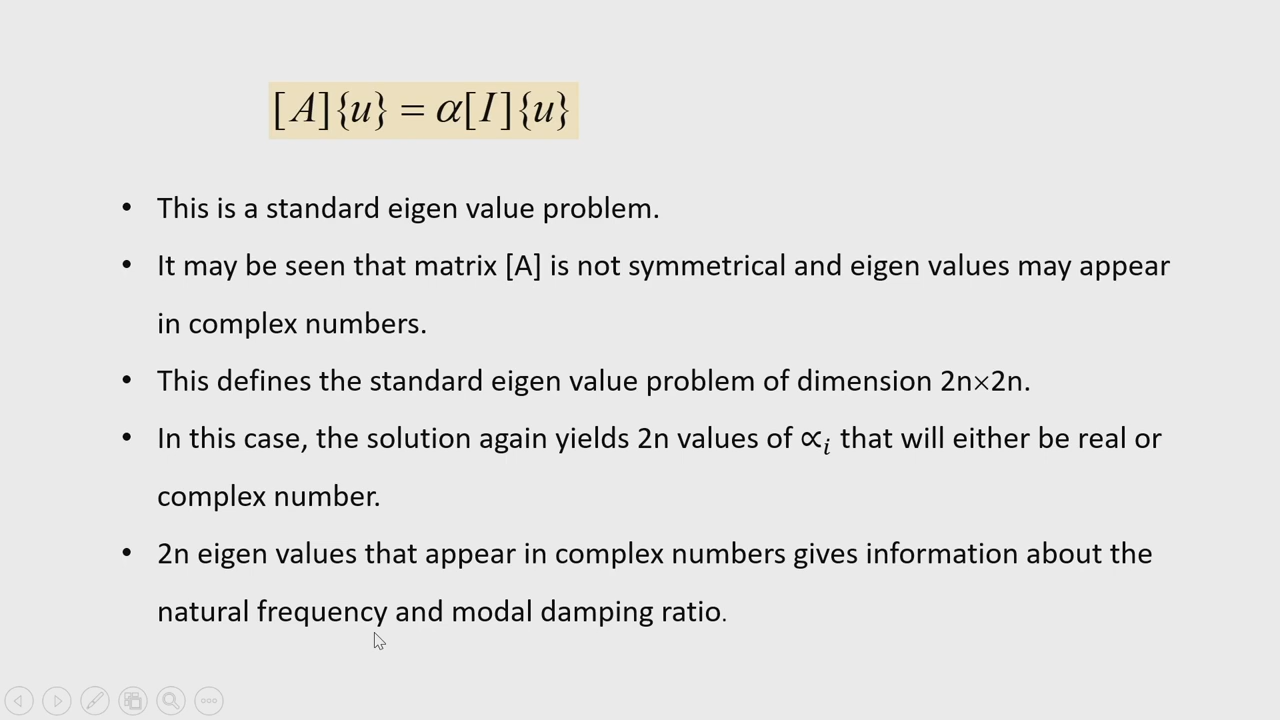 [A]{u} = α[I]{u}
• This is a standard eigen value problem.
• It may be seen that matrix [A] is not symmetrical and eigen values may appear
in complex numbers.
• This defines the standard eigen value problem of dimension 2n×2n.
• In this case, the solution again yields 2n values of ∝ᵢ that will either be real or
complex number.
• 2n eigen values that appear in complex numbers gives information about the
natural frequency and modal damping ratio.